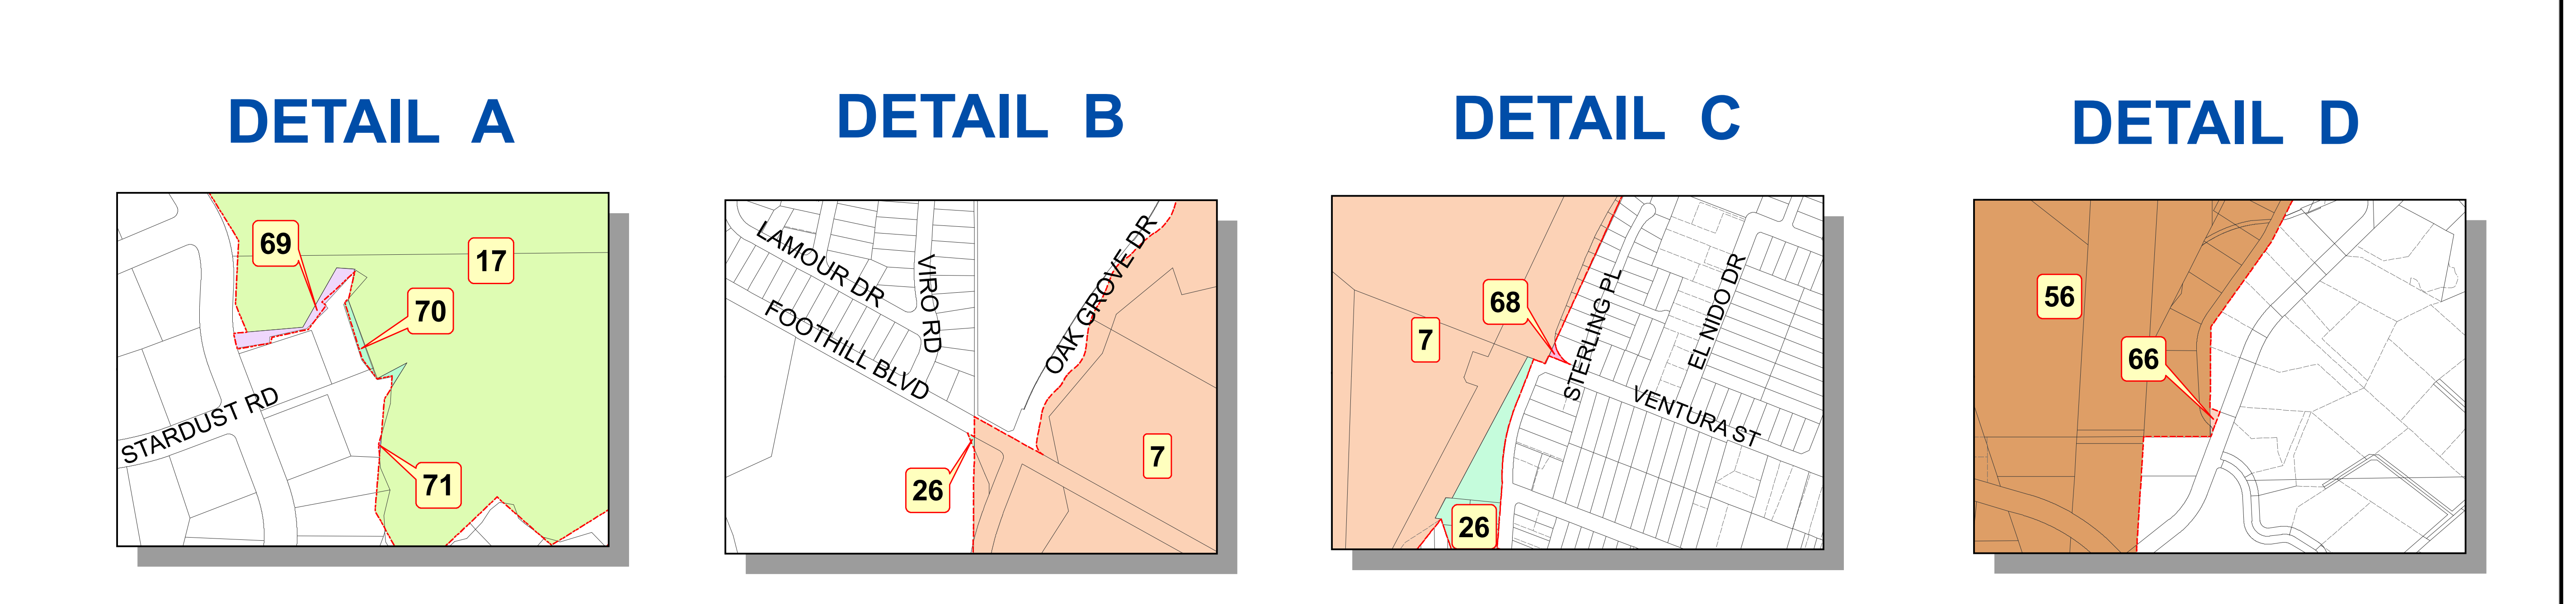 DETAIL A
69
17
70
STARDUST RD
71
DETAIL B
LAMOUR DR
VIRO RD
OAK GROVE DR
FOOTHILL BLVD
26
7
DETAIL C
68
7
STERLING PL
EL NIDO DR
VENTURA ST
26
DETAIL D
56
66